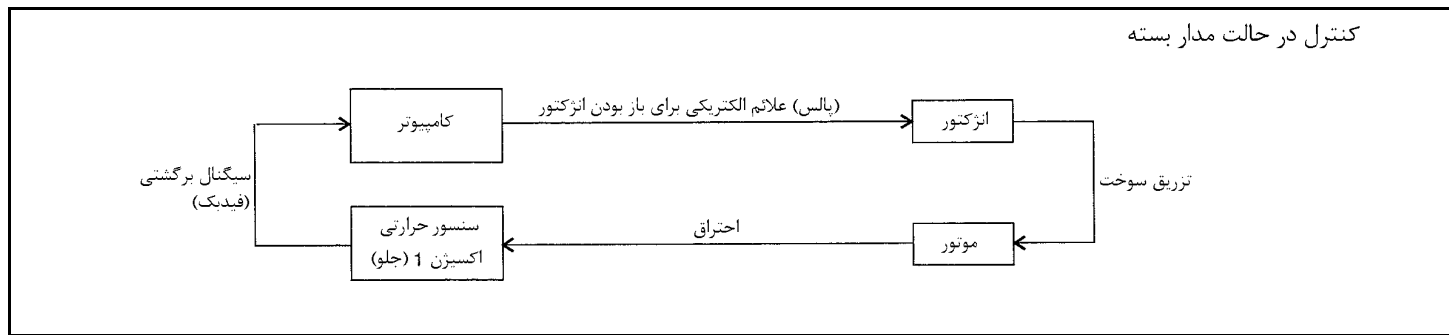 کنترل در حالت مدار بسته
کامپیوتر
(پالس) علائم الکتریکی برای باز بودن انژکتور
انژکتور
تزریق سوخت
موتور
احتراق
سنسور حرارتی
اکسیژن 1 (جلو)
سیگنال برگشتی
(فیدبک)